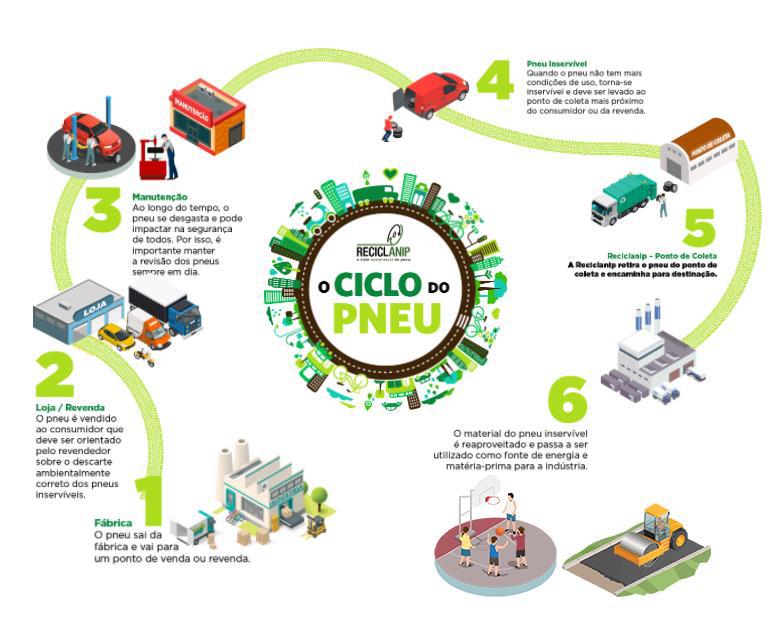 RECICLANIP
o ciclo sustentável do pneu
O CICLO DO
PNEU
1
Fábrica
O pneu sai da
fábrica e vai para
um ponto de venda ou revenda.
INDÚSTRIA
2
Loja / Revenda
O pneu é vendido
ao consumidor que
deve ser orientado
pelo revendedor
sobre o descarte
ambientalmente
correto dos pneus
inservíveis.
LOJA
3
Manutenção
Ao longo do tempo, o
pneu se desgasta e pode
impactar na segurança
de todos. Por isso, é
importante manter
a revisão dos pneus
sempre em dia.
MANUTENÇÃO
4
Pneu Inservível
Quando o pneu não tem mais
condições de uso, torna-se
inservível e deve ser levado ao
ponto de coleta mais próximo
do consumidor ou da revenda.
PONTO DE COLETA
5
Reciclanip - Ponto de Coleta
A Reciclanip retira o pneu do ponto de
coleta e encaminha para destinação.
6
O material do pneu inservível
é reaproveitado e passa a ser
utilizado como fonte de energia e
matéria-prima para a indústria.